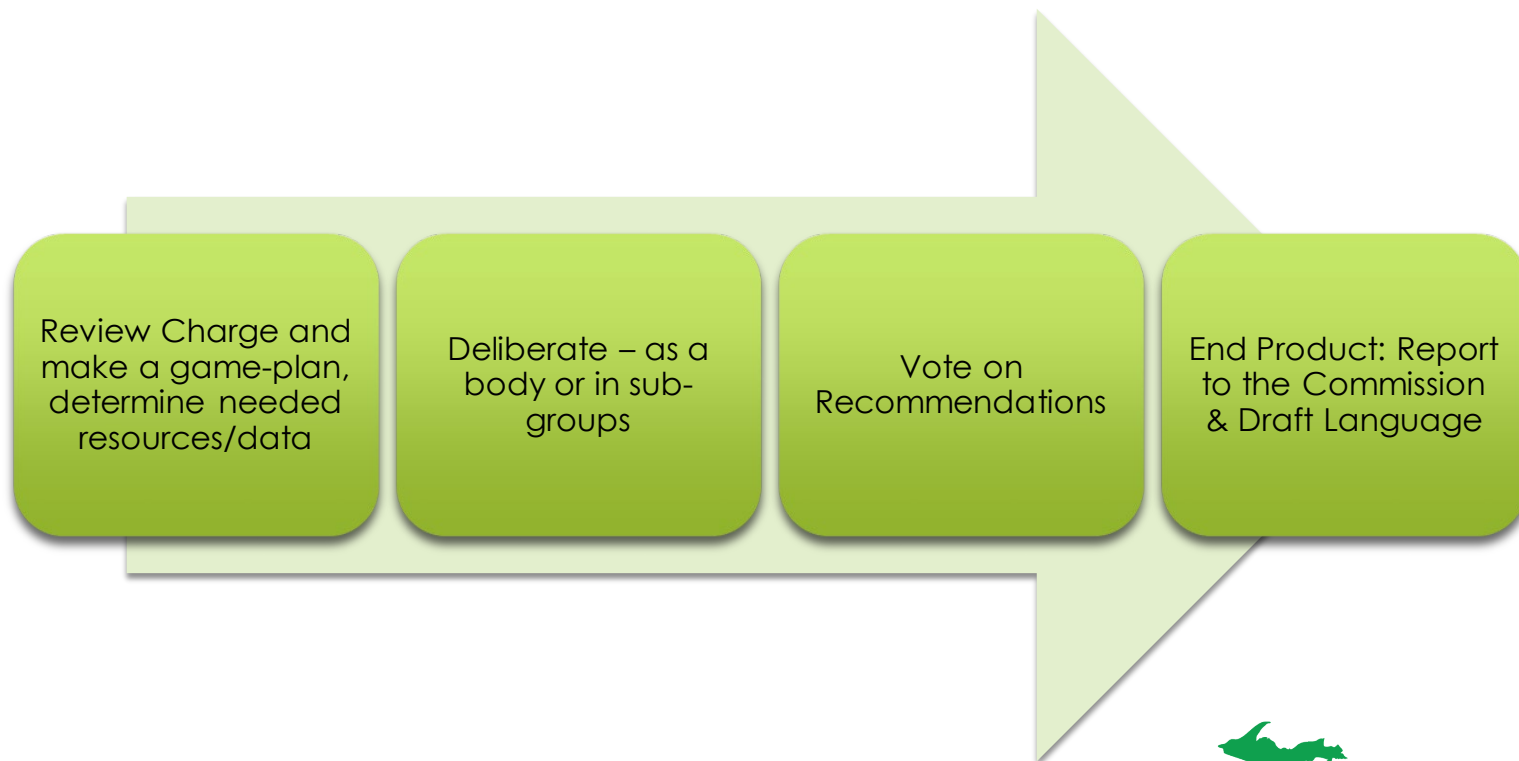 Review Charge and
make a game-plan,
determine needed
resources/data
Deliberate – as a
body or in sub-
groups
Vote on
Recommendations
End Product: Report
to the Commission
& Draft Language